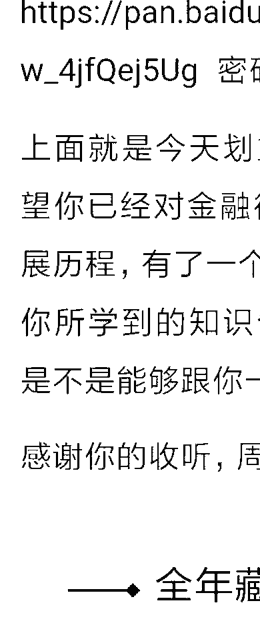 https://pan.baidu
w_4jfQej5Ug 密
上面就是今天划
望你已经对金融
展历程，有了一个
你所学到的知识
是不是能够跟你一
感谢你的收听，周
全年藏